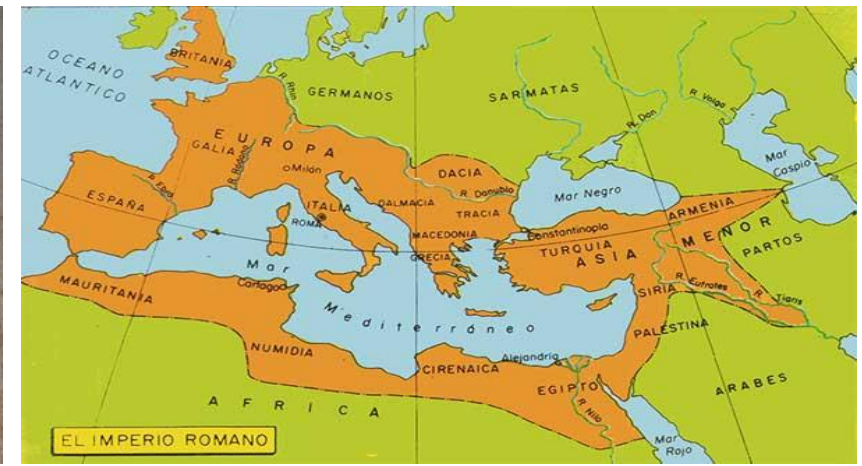 OCEANO
ATLANTICO
BRITANIA
R. Rhin
GERMANOS
SARMATAS
R. Don
R. Volga
Mar
Caspio
EUROPA
GALIA
R. Ródano
Milán
DACIA
R. Danubio
Mar Negro
ARMENIA
ESPAÑA
R. Ebro
ITALIA
ROMA
DALMACIA
TRACIA
MACEDONIA
GRECIA
Constantinopla
TURQUIA
ASIA MENOR
PARTOS
Mar
Mediterráneo
Cartago
MAURITANIA
SIRIA
R. Eufrates
R. Tigris
NUMIDIA
CIRENAICA
Alejandría
PALESTINA
EGIPTO
R. Nilo
ARABES
AFRICA
Mar
Rojo
EL IMPERIO ROMANO